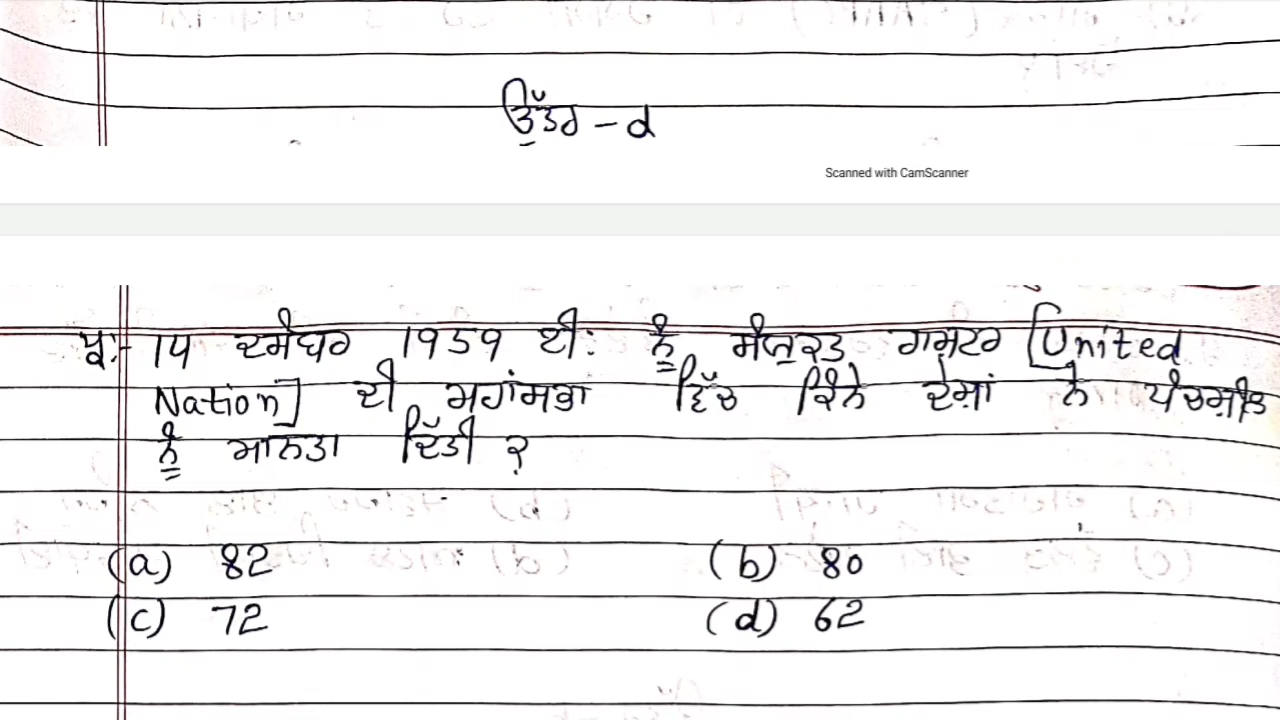 ਉੱਤਰ - d
Scanned with CamScanner
ਪ੍ਰ:- 14 ਦਸੰਬਰ 1959 ਈ: ਨੂੰ ਸੰਯੁਕਤ ਰਾਸ਼ਟਰ [United
Nation] ਦੀ ਮਹਾਂਸਭਾ ਵਿੱਚ ਕਿੰਨੇ ਦੇਸ਼ਾਂ ਨੇ ਪੰਚਸ਼ੀਲ
ਨੂੰ ਮਾਨਤਾ ਦਿੱਤੀ ?
(a) 82 (b) 80
(c) 72 (d) 62